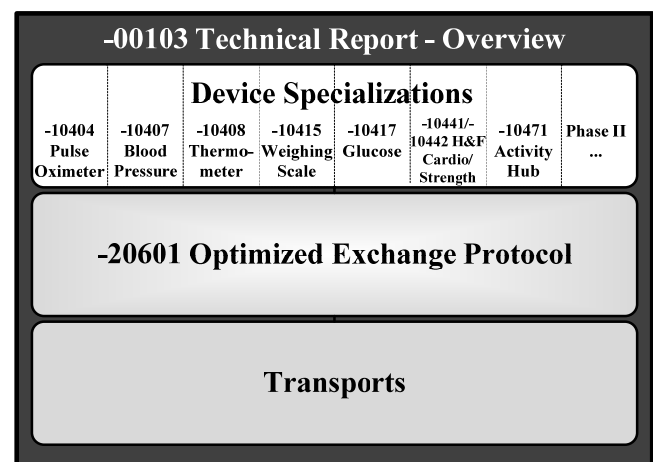 -00103 Technical Report - Overview
Device Specializations
-10404
Pulse
Oximeter
-10407
Blood
Pressure
-10408
Thermo-
meter
-10415
Weighing
Scale
-10417
Glucose
-10441/-
10442 H&F
Cardio/
Strength
-10471
Activity
Hub
Phase II
...
-20601 Optimized Exchange Protocol
Transports